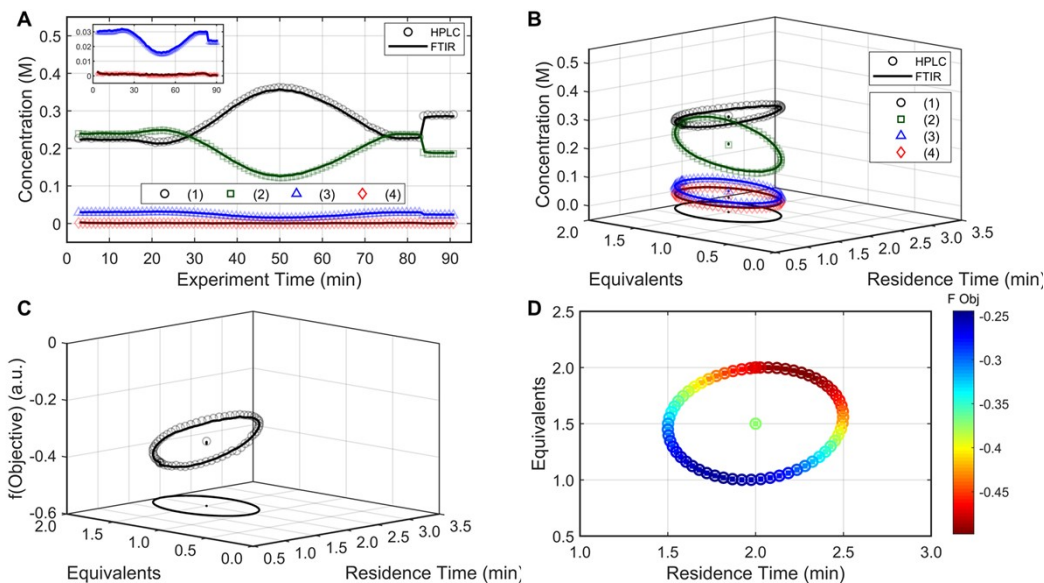 A
0.5
0.4
0.3
0.2
0.1
0
Concentration (M)
0.03
0.02
0.01
0
0 30 60 90
HPLC
FTIR
(1) (2) (3) (4)
0 10 20 30 40 50 60 70 80 90
Experiment Time (min)
B
0.5
0.4
0.3
0.2
0.1
0.0
Concentration (M)
HPLC
FTIR
(1)
(2)
(3)
(4)
2.0 1.5 1.0 0.5 0.0
Equivalents
0.5 1.0 1.5 2.0 2.5 3.0 3.5
Residence Time (min)
C
0
-0.2
-0.4
-0.6
f(Objective) (a.u.)
2.0 1.5 1.0 0.5 0.0
Equivalents
0.5 1.0 1.5 2.0 2.5 3.0 3.5
Residence Time (min)
D
2.5
2.0
1.5
1.0
0.5
Equivalents
1.0 1.5 2.0 2.5 3.0
Residence Time (min)
F Obj
-0.25
-0.3
-0.35
-0.4
-0.45